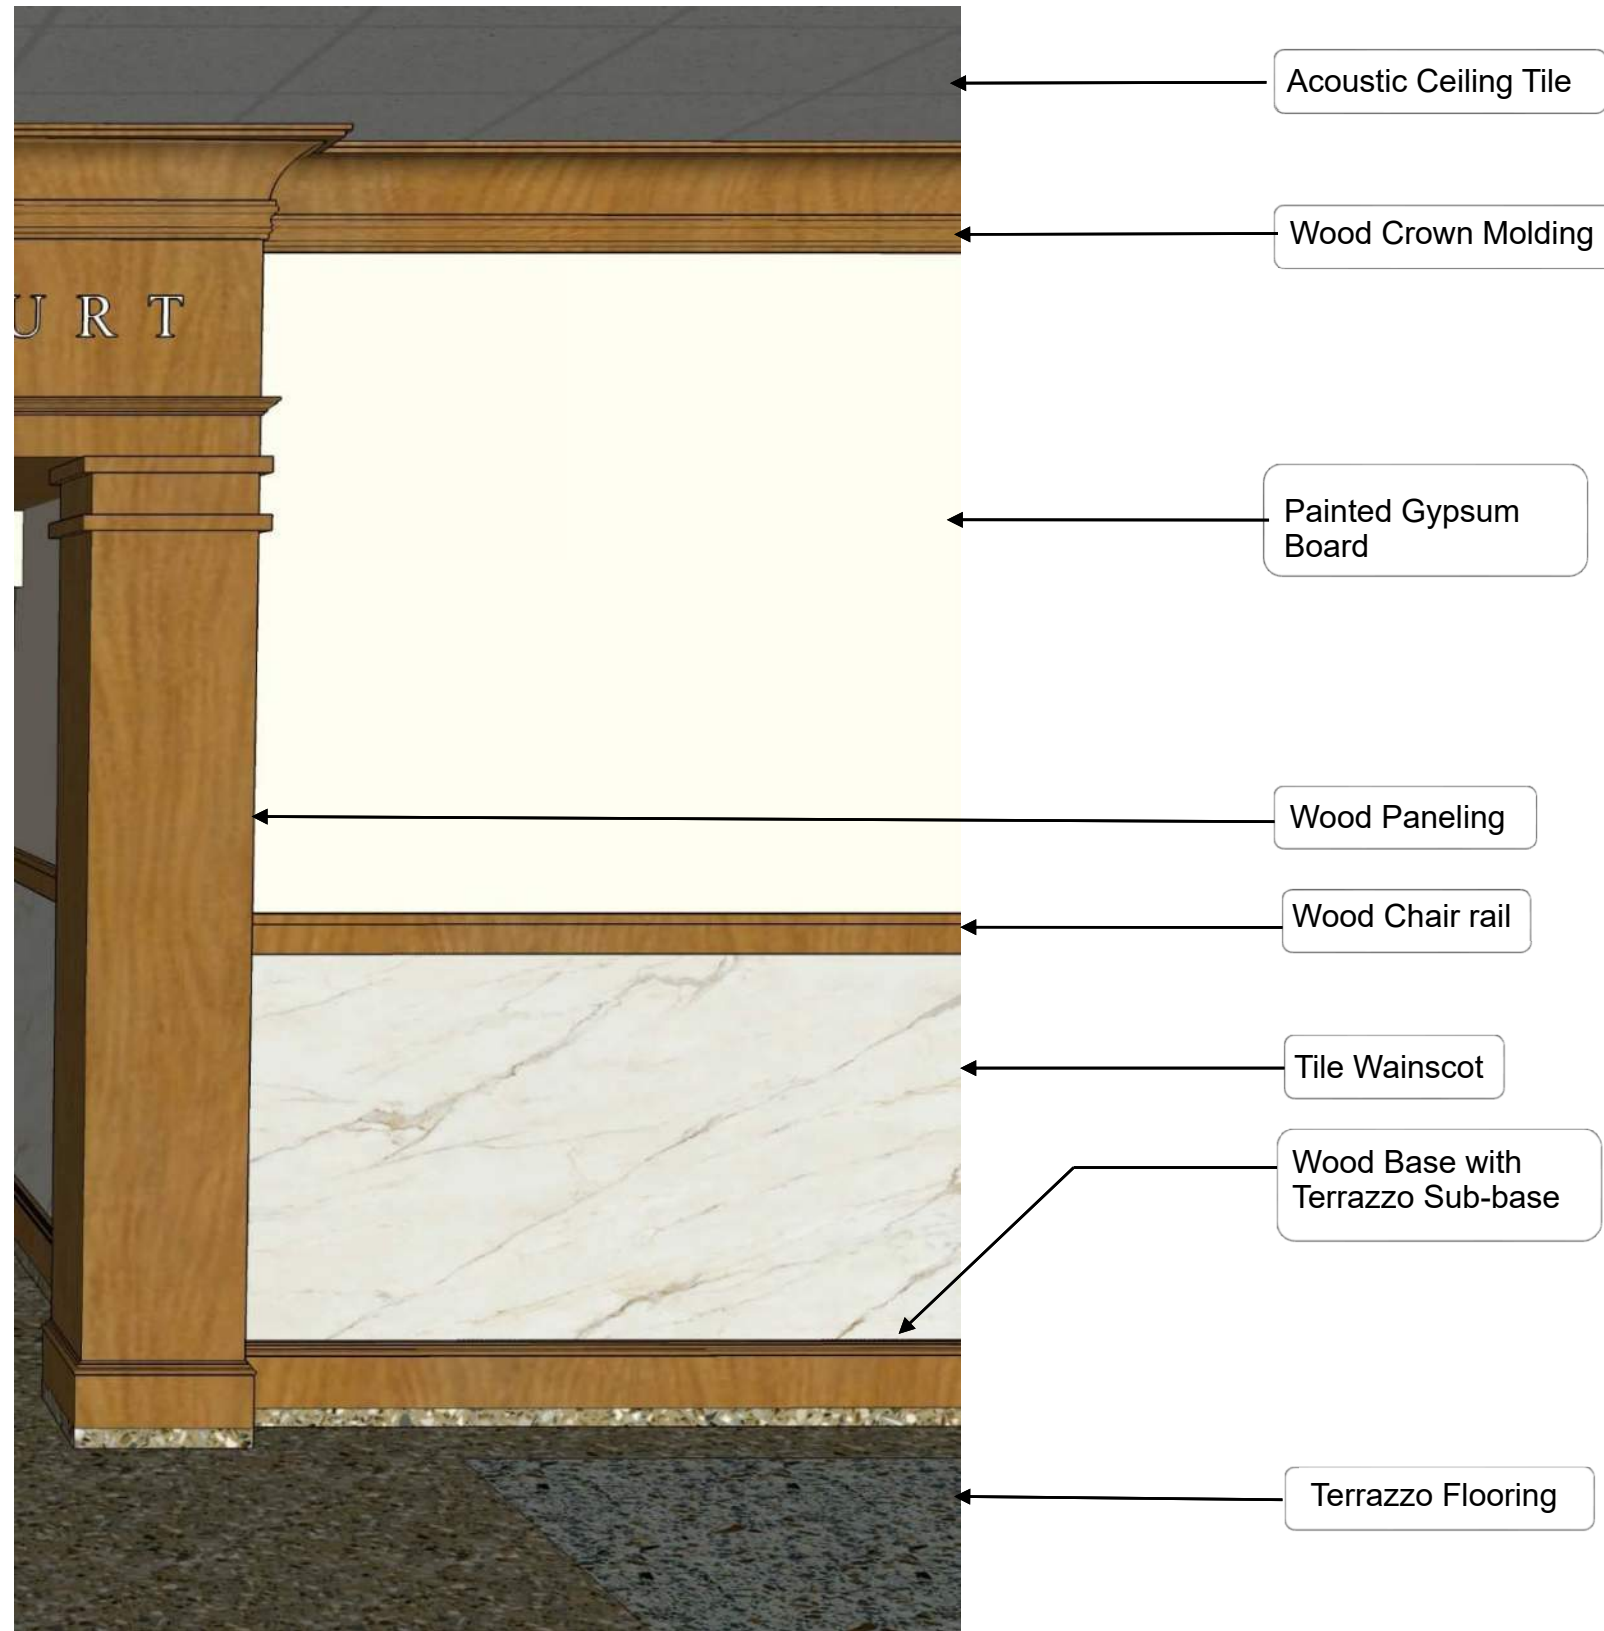 Acoustic Ceiling Tile
Wood Crown Molding
URT
Painted Gypsum
Board
Wood Paneling
Wood Chair rail
Tile Wainscot
Wood Base with
Terrazzo Sub-base
Terrazzo Flooring